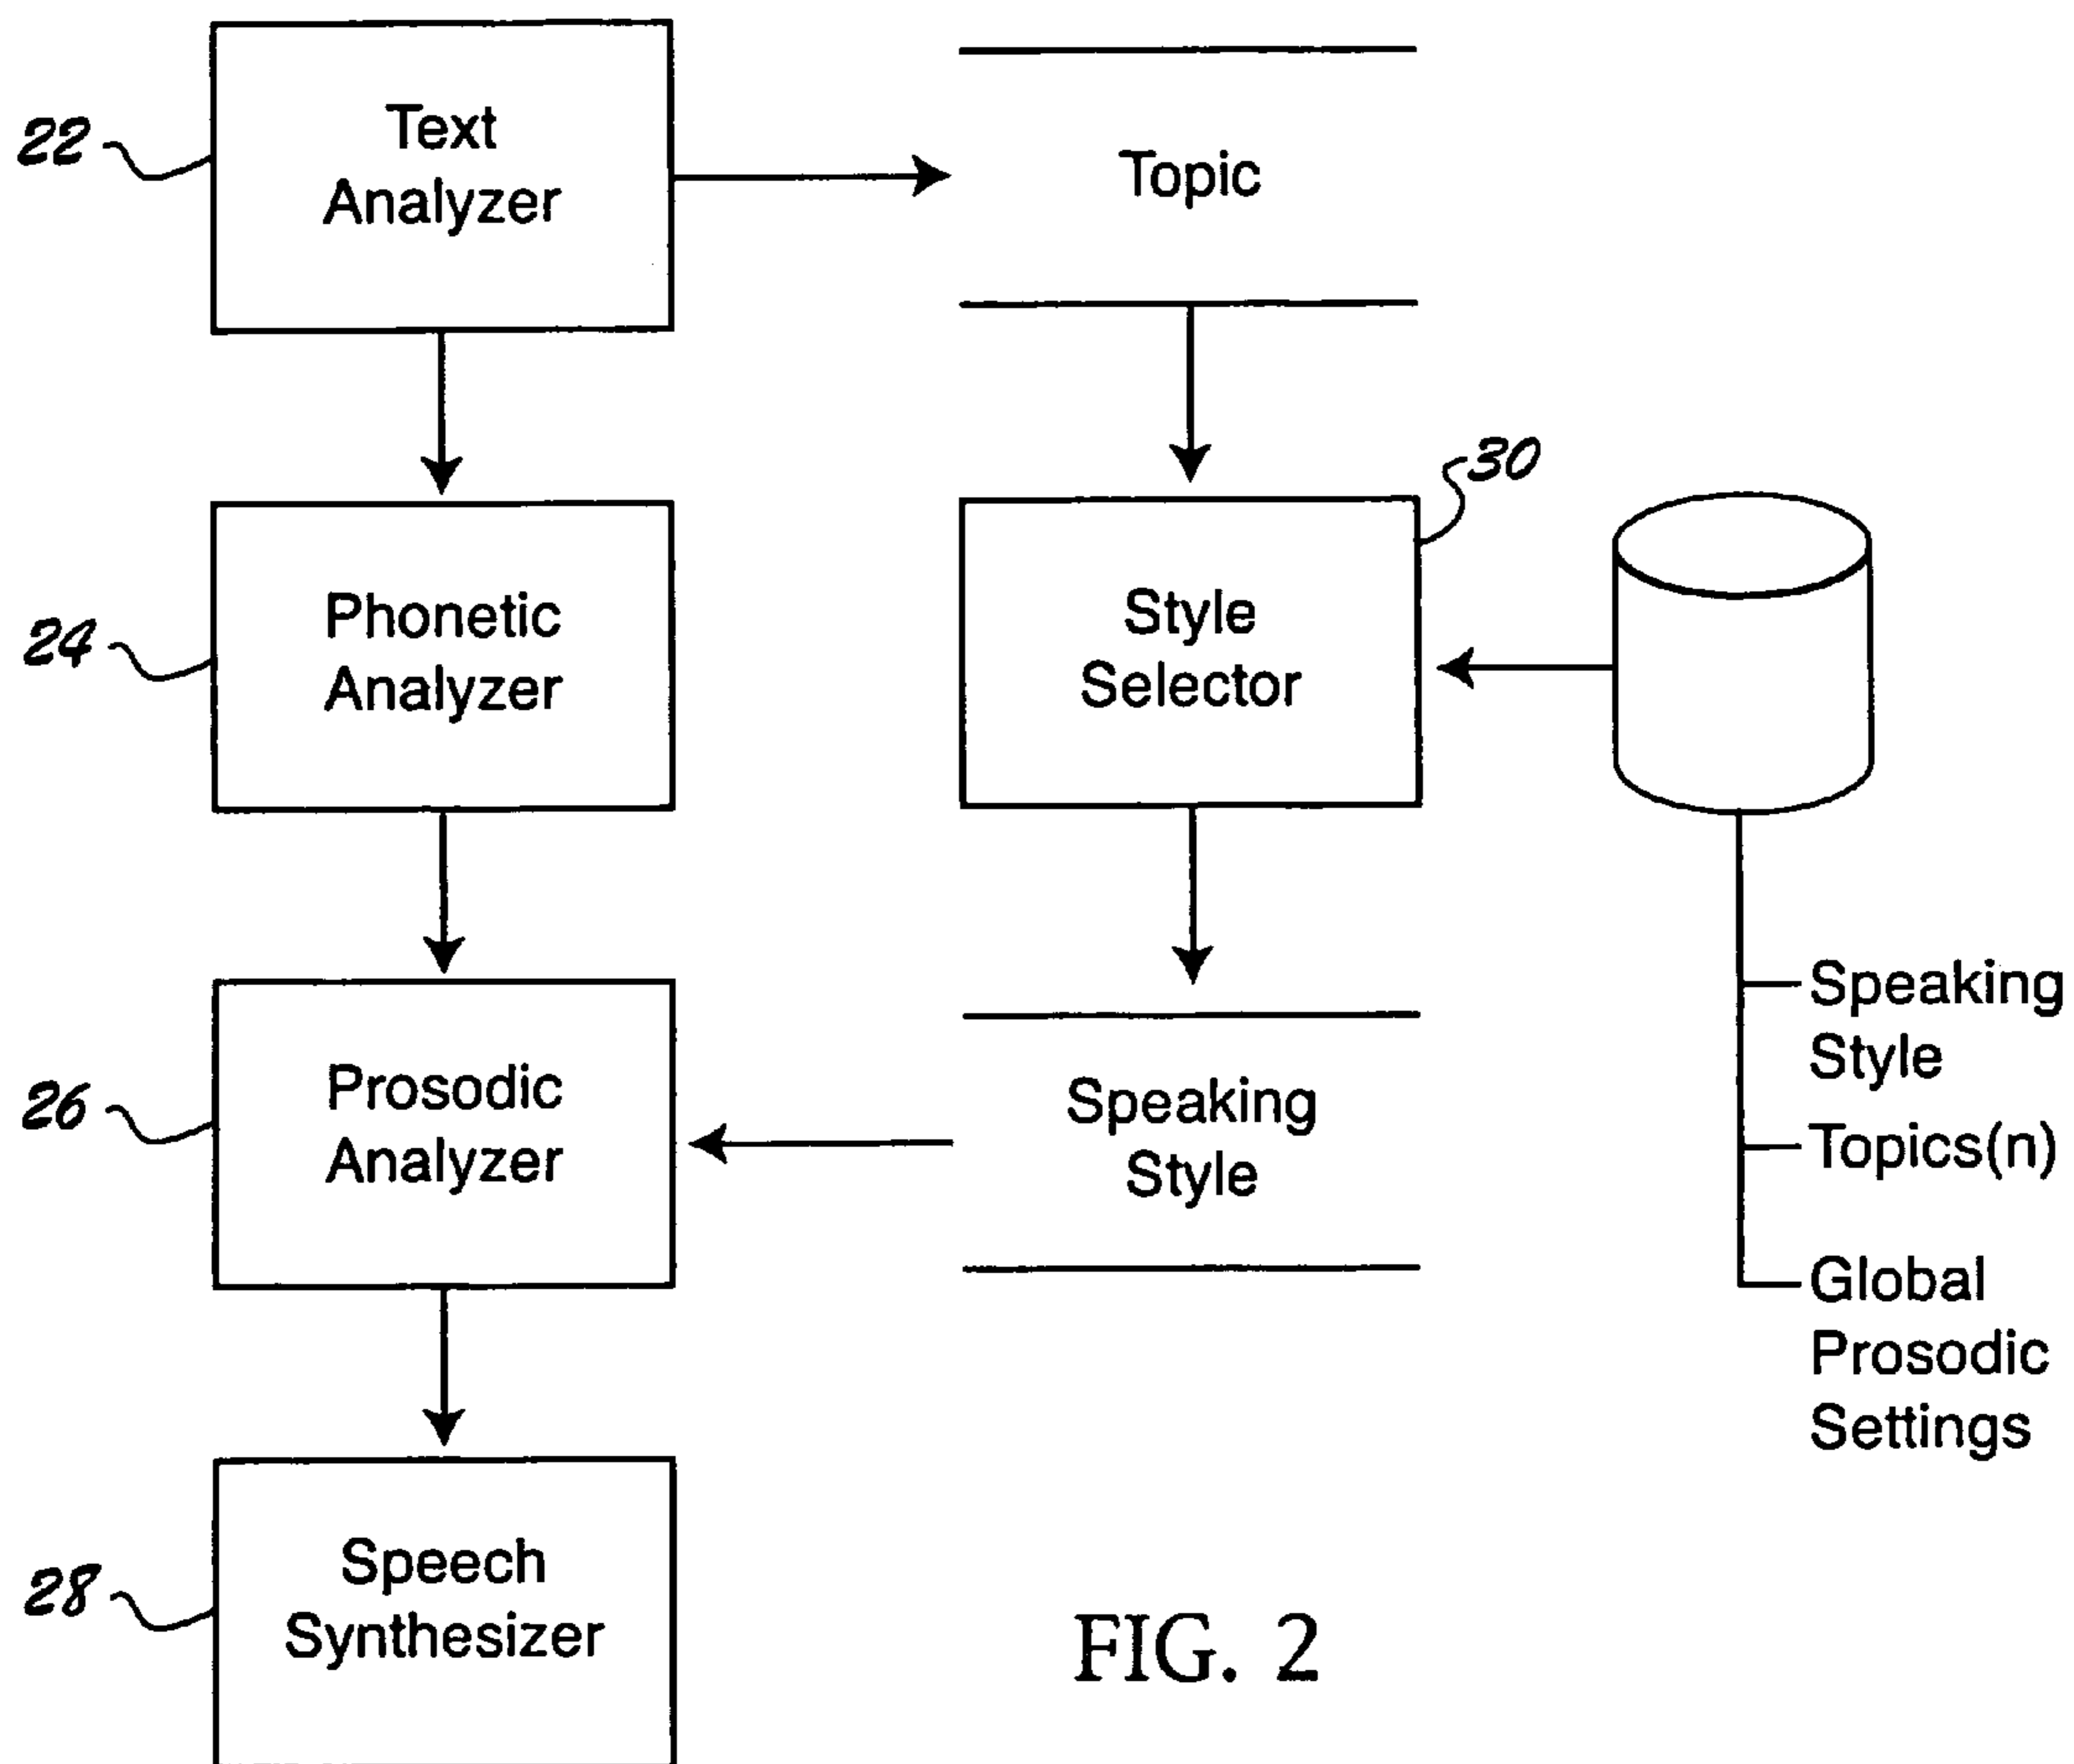 22
Text
Analyzer
Topic
24
Phonetic
Analyzer
30
Style
Selector
26
Prosodic
Analyzer
Speaking
Style
Speaking
Style
Topics(n)
Global
Prosodic
Settings
28
Speech
Synthesizer
FIG. 2